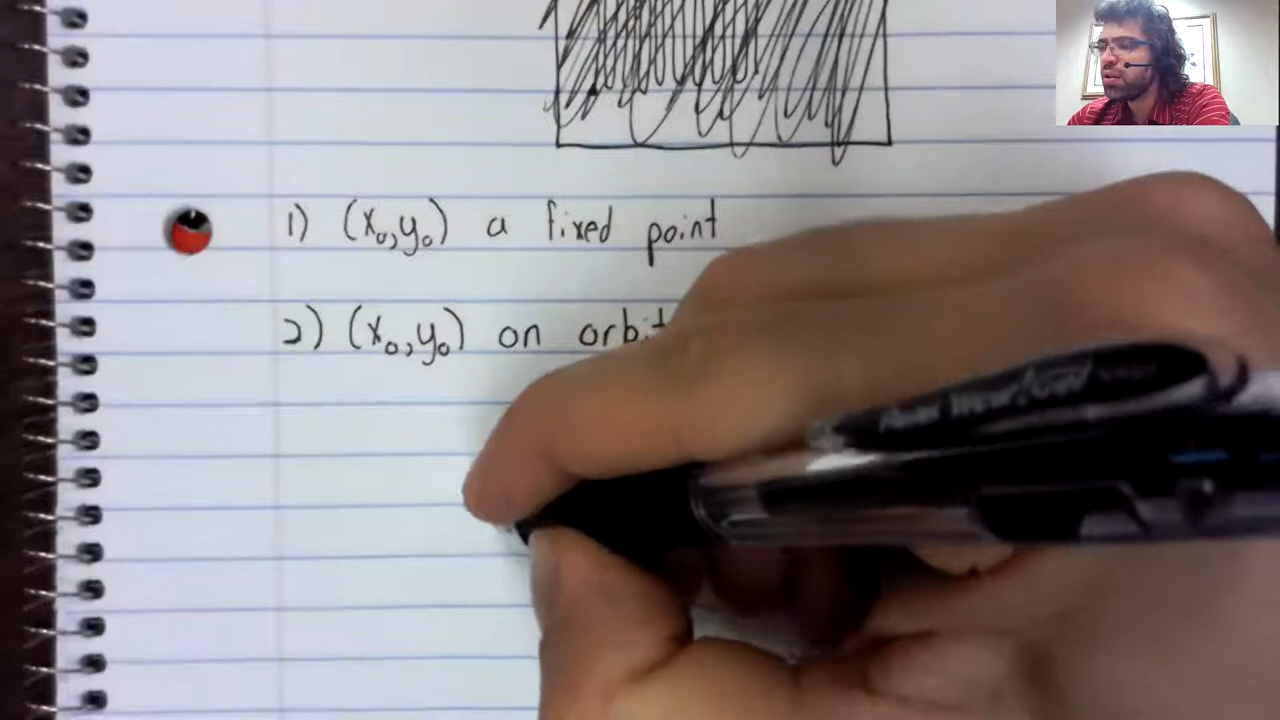 1) (x₀,y₀) a fixed point
2) (x₀,y₀) on orbit